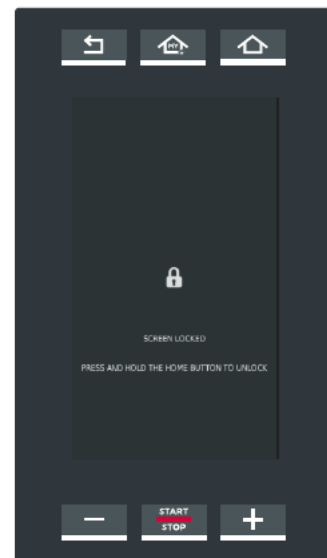 MY
SCREEN LOCKED
PRESS AND HOLD THE HOME BUTTON TO UNLOCK
START
STOP